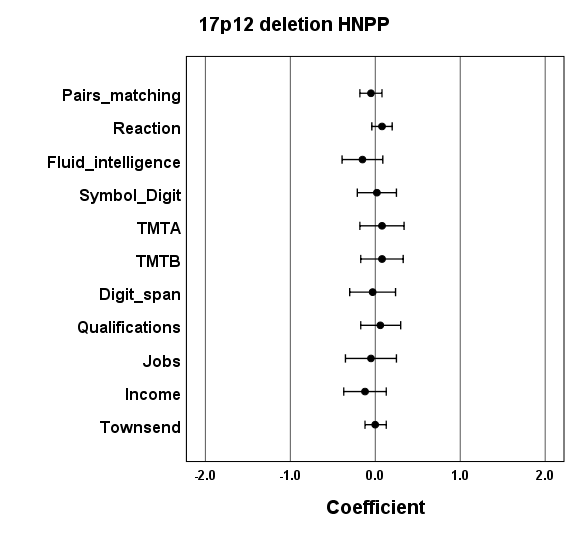 17p12 deletion HNPP
Pairs_matching
Reaction
Fluid_intelligence
Symbol_Digit
TMTA
TMTB
Digit_span
Qualifications
Jobs
Income
Townsend
-2.0 -1.0 0.0 1.0 2.0
Coefficient